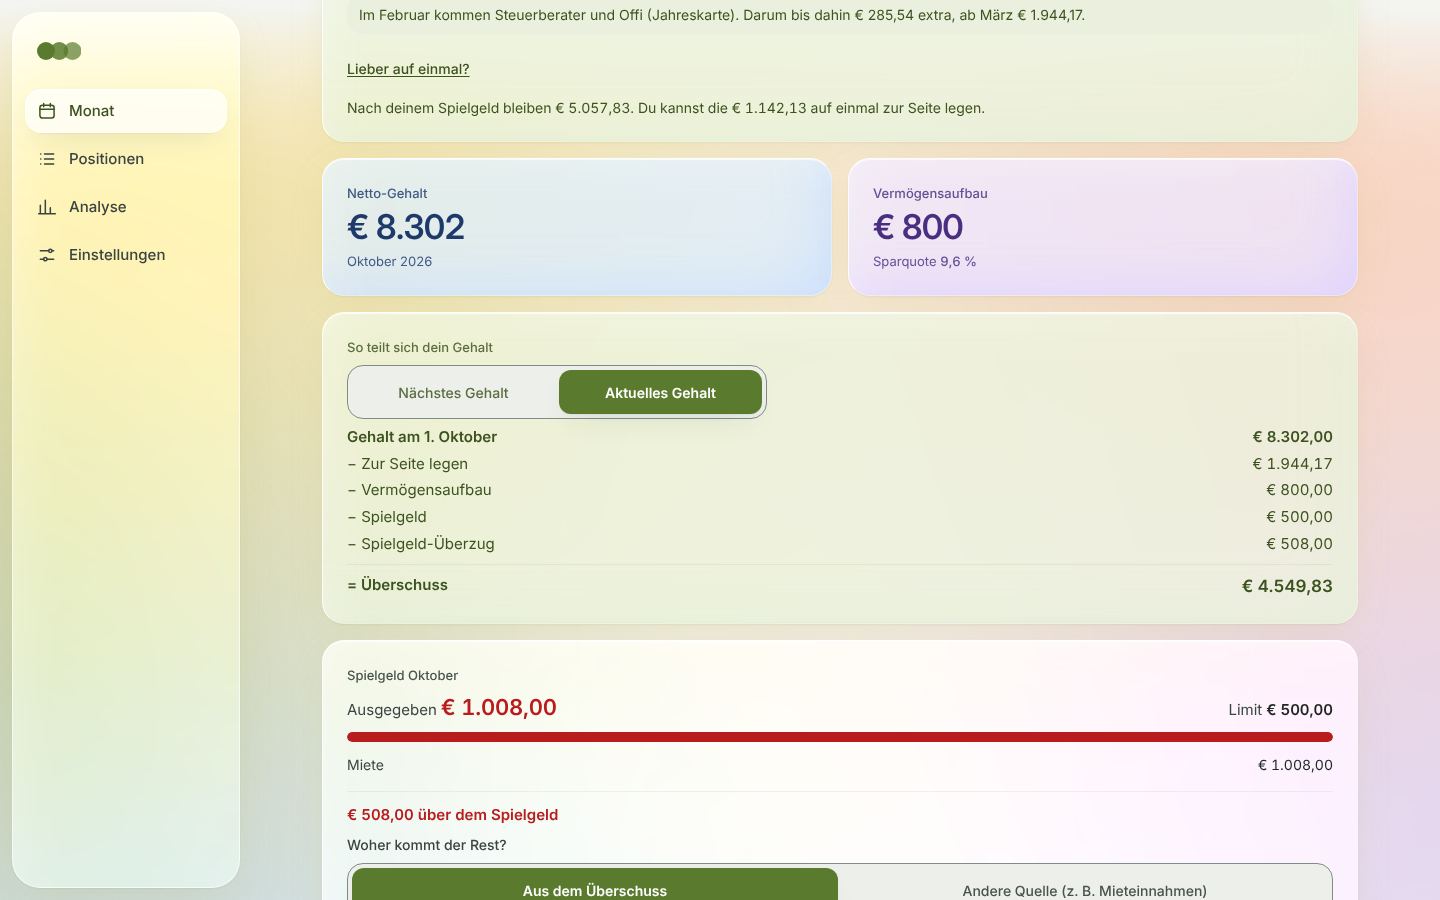 Im Februar kommen Steuerberater und Offi (Jahreskarte). Darum bis dahin € 285,54 extra, ab März € 1.944,17.
Lieber auf einmal?
Nach deinem Spielgeld bleiben € 5.057,83. Du kannst die € 1.142,13 auf einmal zur Seite legen.
Monat
Positionen
Analyse
Einstellungen
Netto-Gehalt
€ 8.302
Oktober 2026
Vermögensaufbau
€ 800
Sparquote 9,6 %
So teilt sich dein Gehalt
Nächstes Gehalt
Aktuelles Gehalt
Gehalt am 1. Oktober € 8.302,00
− Zur Seite legen € 1.944,17
− Vermögensaufbau € 800,00
− Spielgeld € 500,00
− Spielgeld-Überzug € 508,00
= Überschuss € 4.549,83
Spielgeld Oktober
Ausgegeben € 1.008,00 Limit € 500,00
Miete € 1.008,00
€ 508,00 über dem Spielgeld
Woher kommt der Rest?
Aus dem Überschuss
Andere Quelle (z. B. Mieteinnahmen)